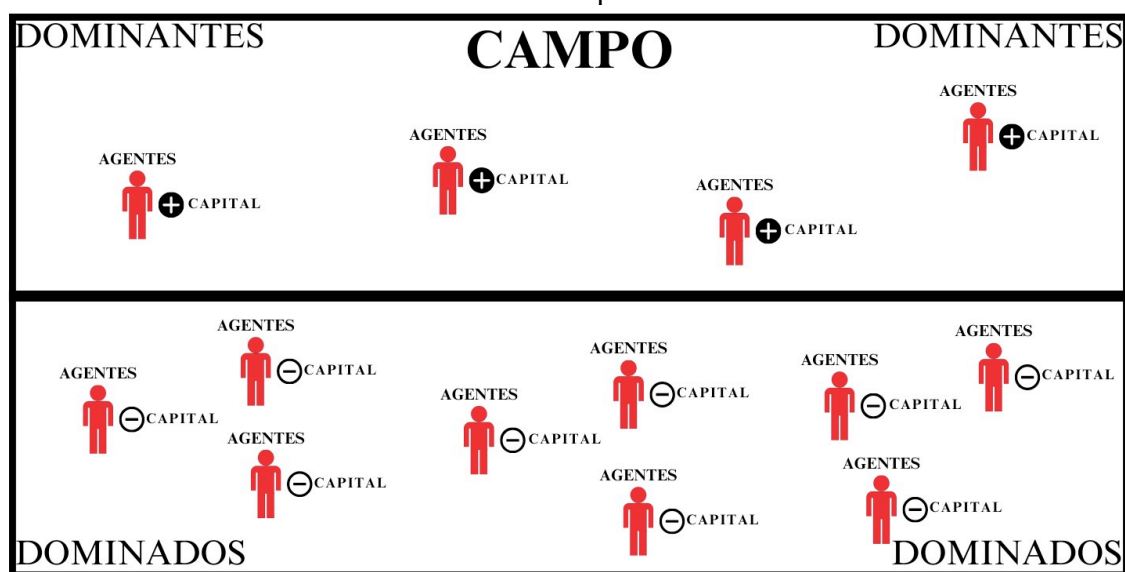 DOMINANTES
CAMPO
DOMINANTES
AGENTES
+ CAPITAL
AGENTES
+ CAPITAL
AGENTES
+ CAPITAL
AGENTES
+ CAPITAL
AGENTES
− CAPITAL
AGENTES
− CAPITAL
AGENTES
− CAPITAL
AGENTES
− CAPITAL
AGENTES
− CAPITAL
AGENTES
− CAPITAL
AGENTES
− CAPITAL
AGENTES
− CAPITAL
AGENTES
− CAPITAL
DOMINADOS
DOMINADOS